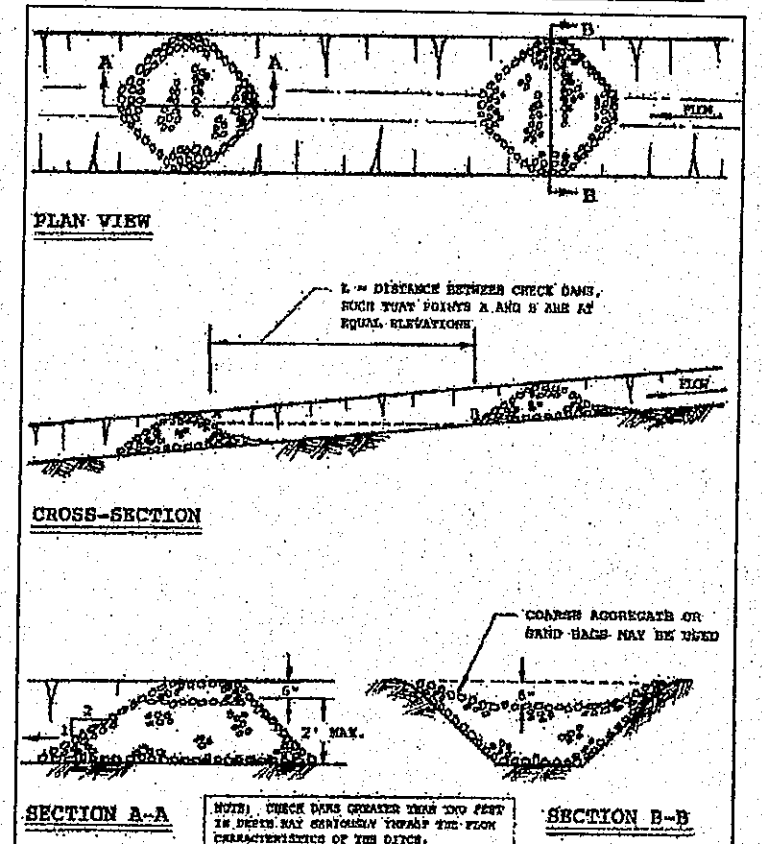 B
A A
FLOW
B
PLAN VIEW
L = DISTANCE BETWEEN CHECK DAMS,
SUCH THAT POINTS A AND B ARE AT
EQUAL ELEVATIONS
FLOW
A
B
CROSS-SECTION
COARSE AGGREGATE OR
SAND BAGS MAY BE USED
6"
6"
2
1
2' MAX.
SECTION A-A
NOTE: CHECK DAMS GREATER THAN TWO FEET
IN DEPTH MAY SERIOUSLY IMPACT THE FLOW
CHARACTERISTICS OF THE DITCH.
SECTION B-B